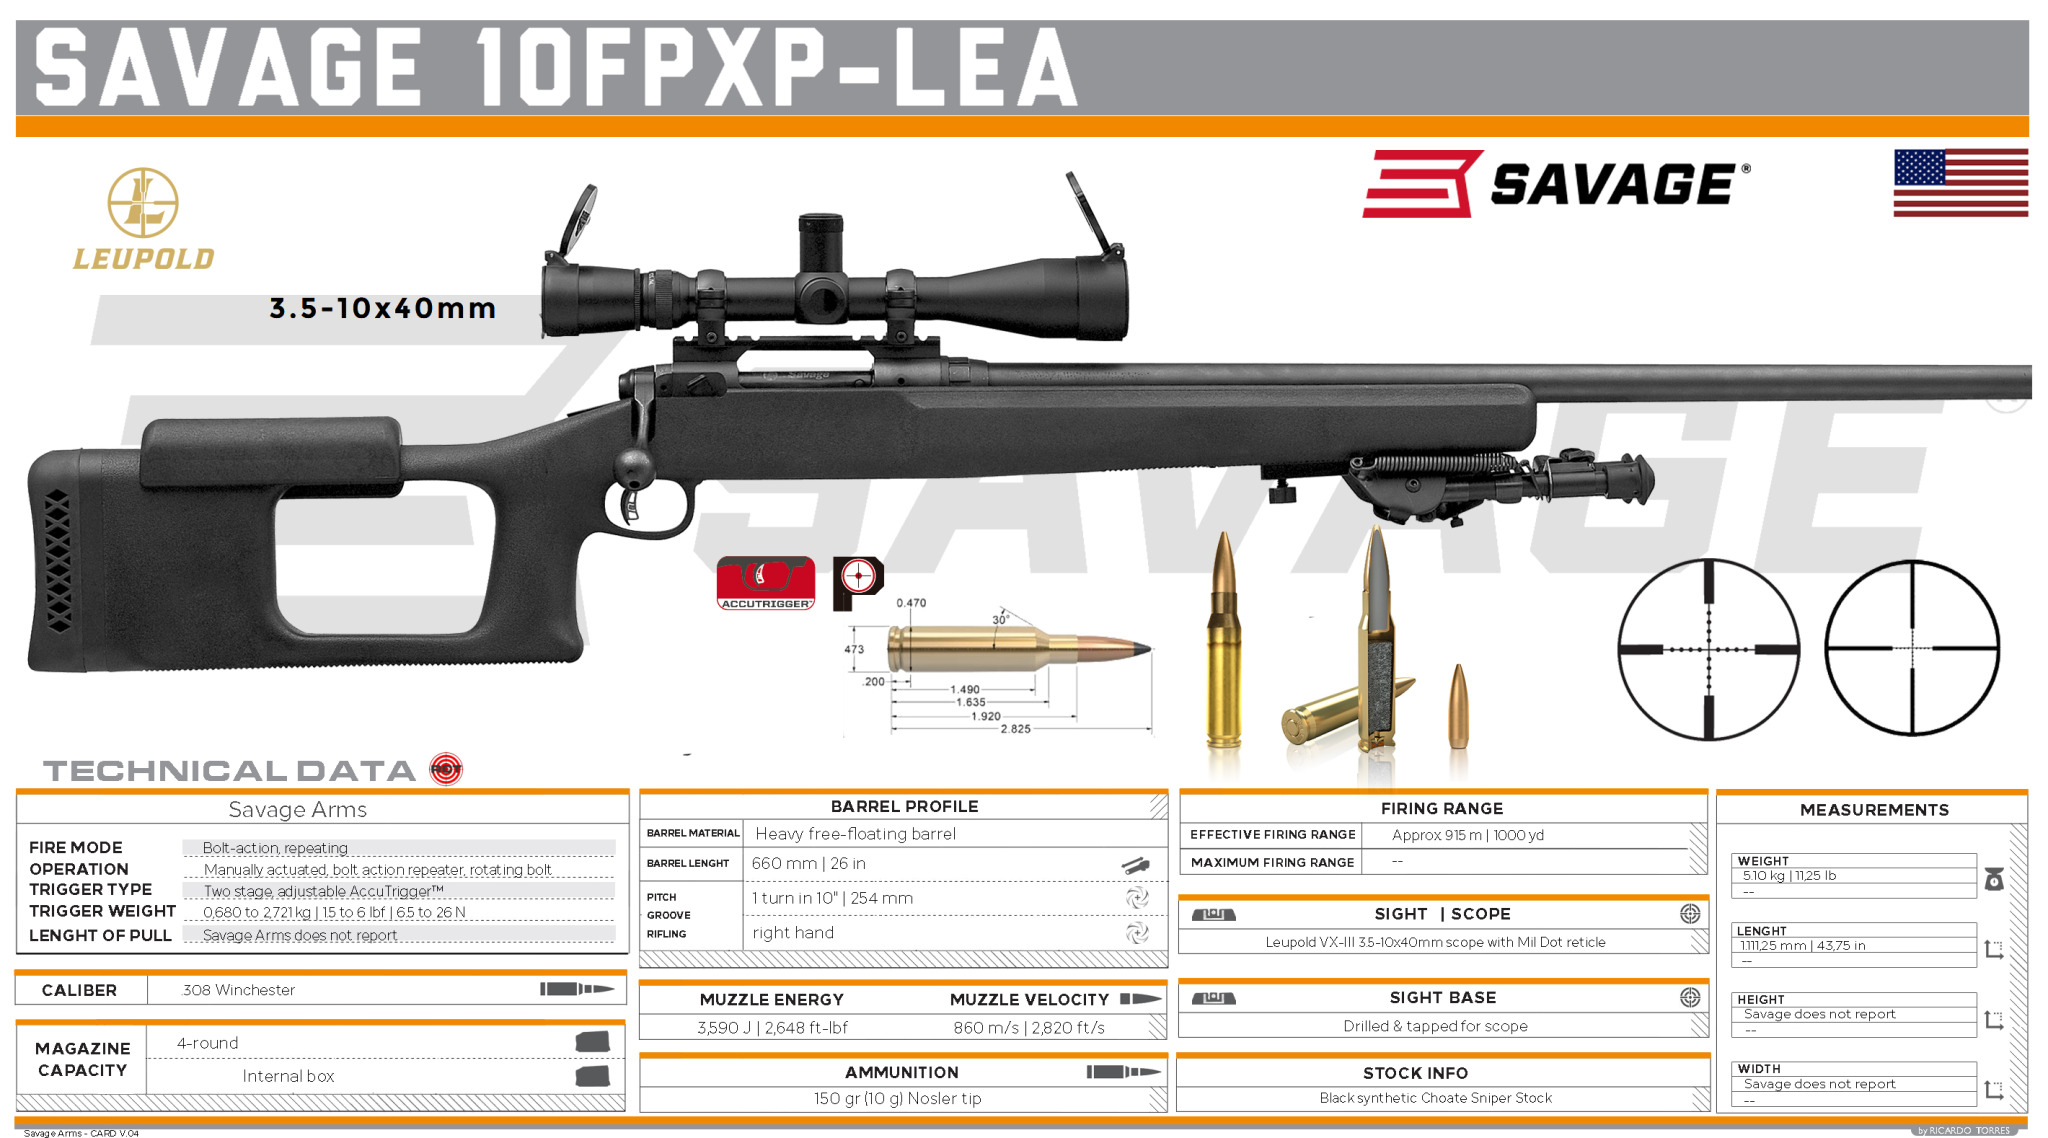 SAVAGE 10FPXP-LEA
LEUPOLD
SAVAGE®
3.5-10x40mm
Savage
SAVAGE
ACCUTRIGGER
P
0.470
30°
473
.200
1.490
1.635
1.920
2.825
TECHNICAL DATA
Savage Arms
FIRE MODE Bolt-action, repeating
OPERATION Manually actuated, bolt action repeater, rotating bolt
TRIGGER TYPE Two stage, adjustable AccuTrigger™
TRIGGER WEIGHT 0,680 to 2,721 kg | 1.5 to 6 lbf | 6.5 to 26 N
LENGHT OF PULL Savage Arms does not report
CALIBER .308 Winchester
MAGAZINE CAPACITY
4-round
Internal box
BARREL PROFILE
BARREL MATERIAL Heavy free-floating barrel
BARREL LENGHT 660 mm | 26 in
PITCH 1 turn in 10" | 254 mm
GROOVE
RIFLING right hand
MUZZLE ENERGY MUZZLE VELOCITY
3,590 J | 2,648 ft-lbf 860 m/s | 2,820 ft/s
AMMUNITION
150 gr (10 g) Nosler tip
FIRING RANGE
EFFECTIVE FIRING RANGE Approx 915 m | 1000 yd
MAXIMUM FIRING RANGE --
SIGHT | SCOPE
Leupold VX-III 3.5-10x40mm scope with Mil Dot reticle
SIGHT BASE
Drilled & tapped for scope
STOCK INFO
Black synthetic Choate Sniper Stock
MEASUREMENTS
WEIGHT
5.10 kg | 11,25 lb
--
LENGHT
1.111,25 mm | 43,75 in
--
HEIGHT
Savage does not report
--
WIDTH
Savage does not report
--
Savage Arms - CARD V.04
by RICARDO TORRES